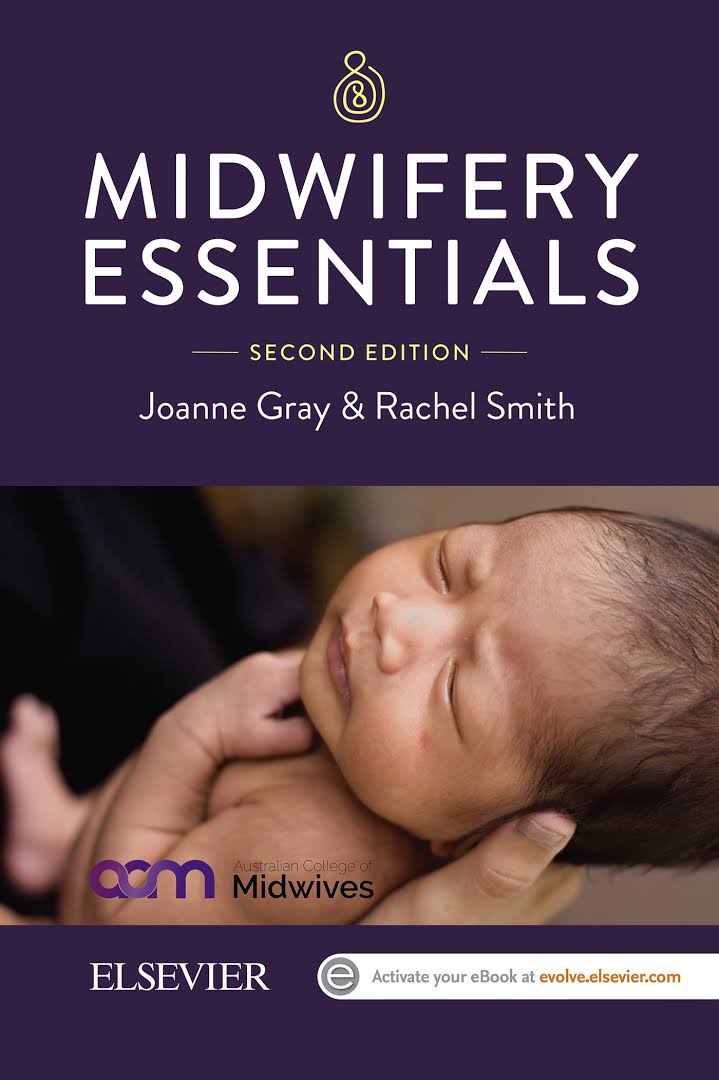 MIDWIFERY
ESSENTIALS
SECOND EDITION
Joanne Gray & Rachel Smith
acm
Australian College of
Midwives
ELSEVIER
e Activate your eBook at evolve.elsevier.com